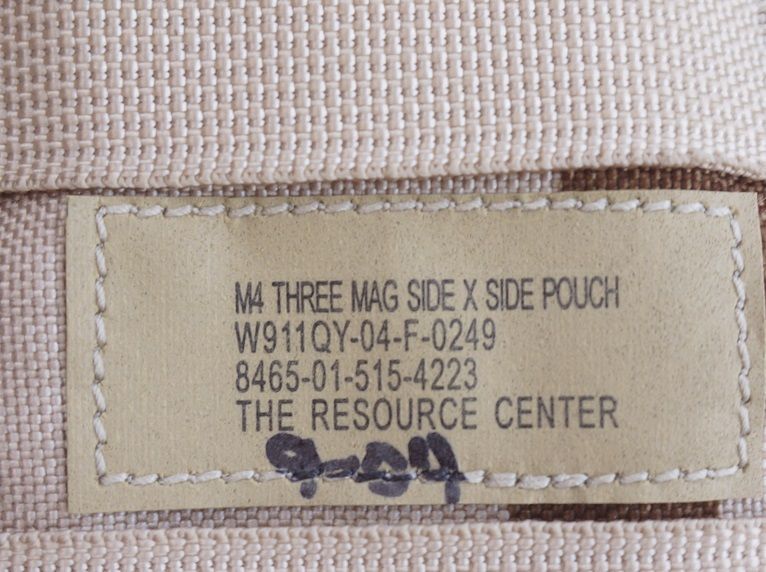 M4 THREE MAG SIDE X SIDE POUCH
W911QY-04-F-0249
8465-01-515-4223
THE RESOURCE CENTER
9-04